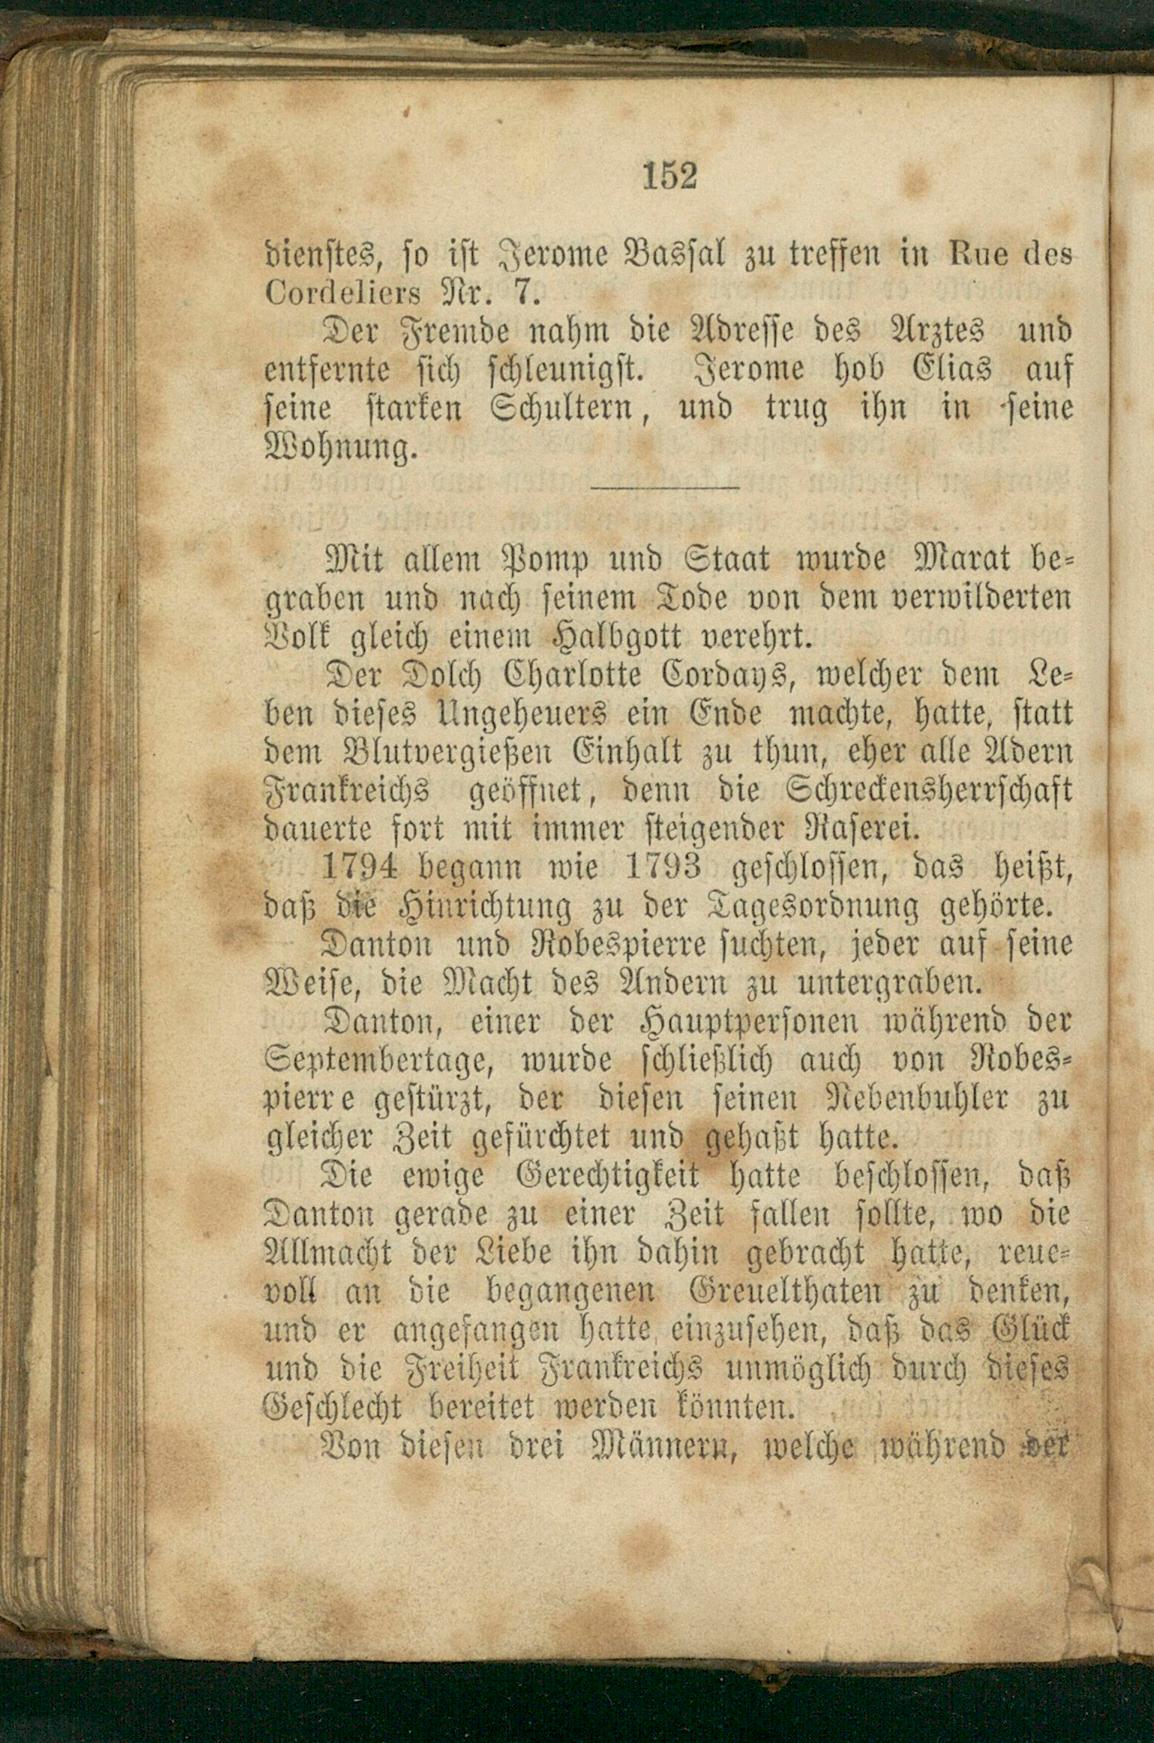 152
dienstes, so ist Jerome Bassal zu treffen in Rue des
Cordeliers Nr. 7.
Der Fremde nahm die Adresse des Arztes und
entfernte sich schleunigst. Jerome hob Elias auf
seine starken Schultern, und trug ihn in seine
Wohnung.
Mit allem Pomp und Staat wurde Marat be-
graben und nach seinem Tode von dem verwilderten
Volk gleich einem Halbgott verehrt.
Der Dolch Charlotte Cordays, welcher dem Le-
ben dieses Ungeheuers ein Ende machte, hatte, statt
dem Blutvergießen Einhalt zu thun, eher alle Adern
Frankreichs geöffnet, denn die Schreckensherrschaft
dauerte fort mit immer steigender Raserei.
1794 begann wie 1793 geschlossen, das heißt,
daß die Hinrichtung zu der Tagesordnung gehörte.
Danton und Robespierre suchten, jeder auf seine
Weise, die Macht des Andern zu untergraben.
Danton, einer der Hauptpersonen während der
Septembertage, wurde schließlich auch von Robes-
pierre gestürzt, der diesen seinen Nebenbuhler zu
gleicher Zeit gefürchtet und gehaßt hatte.
Die ewige Gerechtigkeit hatte beschlossen, daß
Danton gerade zu einer Zeit fallen sollte, wo die
Allmacht der Liebe ihn dahin gebracht hatte, reue-
voll an die begangenen Greuelthaten zu denken,
und er angefangen hatte einzusehen, daß das Glück
und die Freiheit Frankreichs unmöglich durch dieses
Geschlecht bereitet werden könnten.
Von diesen drei Männern, welche während der